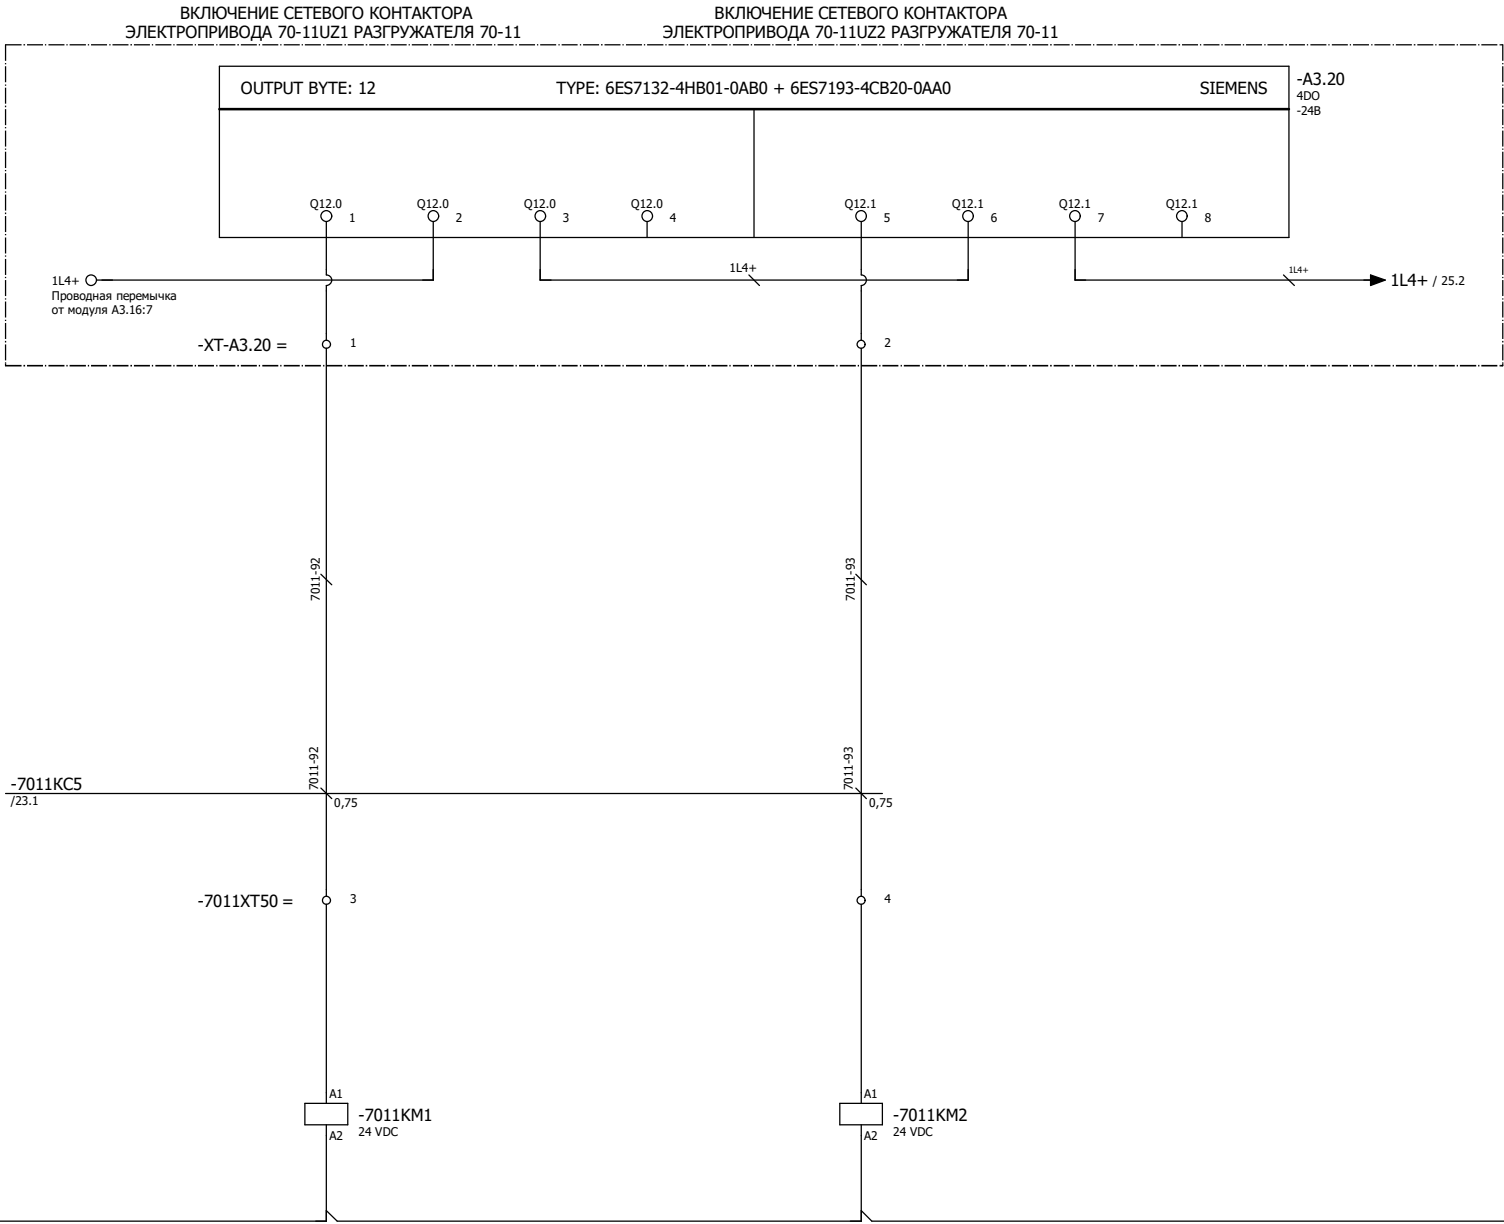 ВКЛЮЧЕНИЕ СЕТЕВОГО КОНТАКТОРА
ЭЛЕКТРОПРИВОДА 70-11UZ1 РАЗГРУЖАТЕЛЯ 70-11
ВКЛЮЧЕНИЕ СЕТЕВОГО КОНТАКТОРА
ЭЛЕКТРОПРИВОДА 70-11UZ2 РАЗГРУЖАТЕЛЯ 70-11
OUTPUT BYTE: 12
TYPE: 6ES7132-4HB01-0AB0 + 6ES7193-4CB20-0AA0
SIEMENS
-A3.20
4DO
-24В
Q12.0
1
Q12.0
2
Q12.0
3
Q12.0
4
Q12.1
5
Q12.1
6
Q12.1
7
Q12.1
8
1L4+
Проводная перемычка
от модуля А3.16:7
1L4+
1L4+
1L4+ / 25.2
-XT-A3.20 =
1
2
7011-92
7011-93
7011-92
7011-93
-7011KC5
/23.1
0,75
0,75
-7011XT50 =
3
4
A1
-7011KM1
24 VDC
A2
A1
-7011KM2
24 VDC
A2